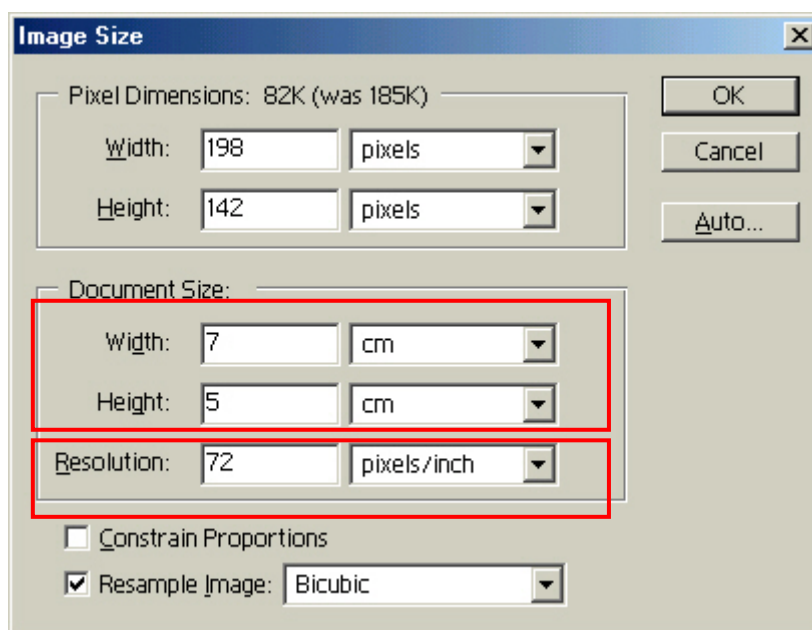 Image Size
Pixel Dimensions: 82K (was 185K)
OK
Width: 198 pixels
Cancel
Height: 142 pixels
Auto...
Document Size:
Width: 7 cm
Height: 5 cm
Resolution: 72 pixels/inch
Constrain Proportions
Resample Image: Bicubic